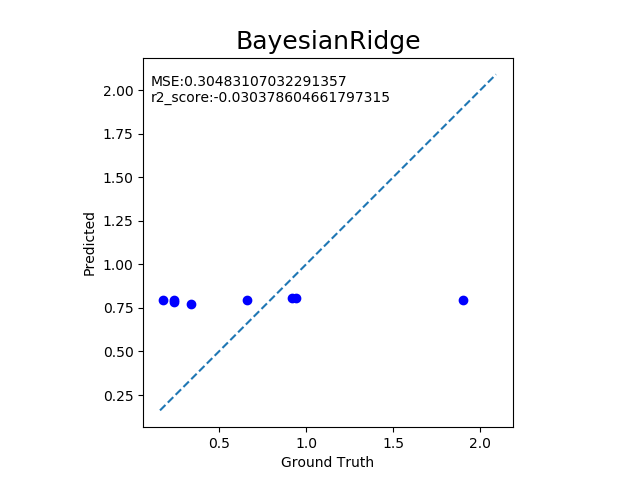 BayesianRidge
MSE:0.30483107032291357
r2_score:-0.030378604661797315
2.00
1.75
1.50
1.25
1.00
0.75
0.50
0.25
Predicted
0.5 1.0 1.5 2.0
Ground Truth